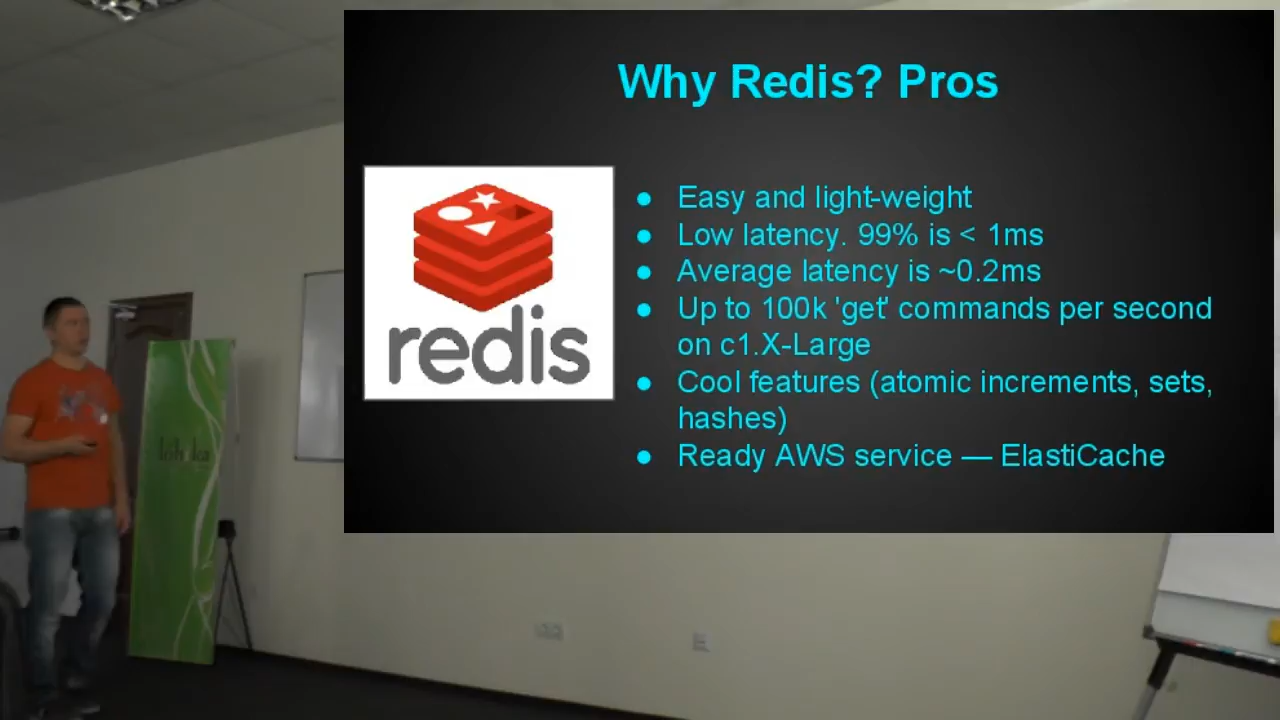 Why Redis? Pros
redis
● Easy and light-weight
● Low latency. 99% is < 1ms
● Average latency is ~0.2ms
● Up to 100k 'get' commands per second
on c1.X-Large
● Cool features (atomic increments, sets,
hashes)
● Ready AWS service — ElastiCache